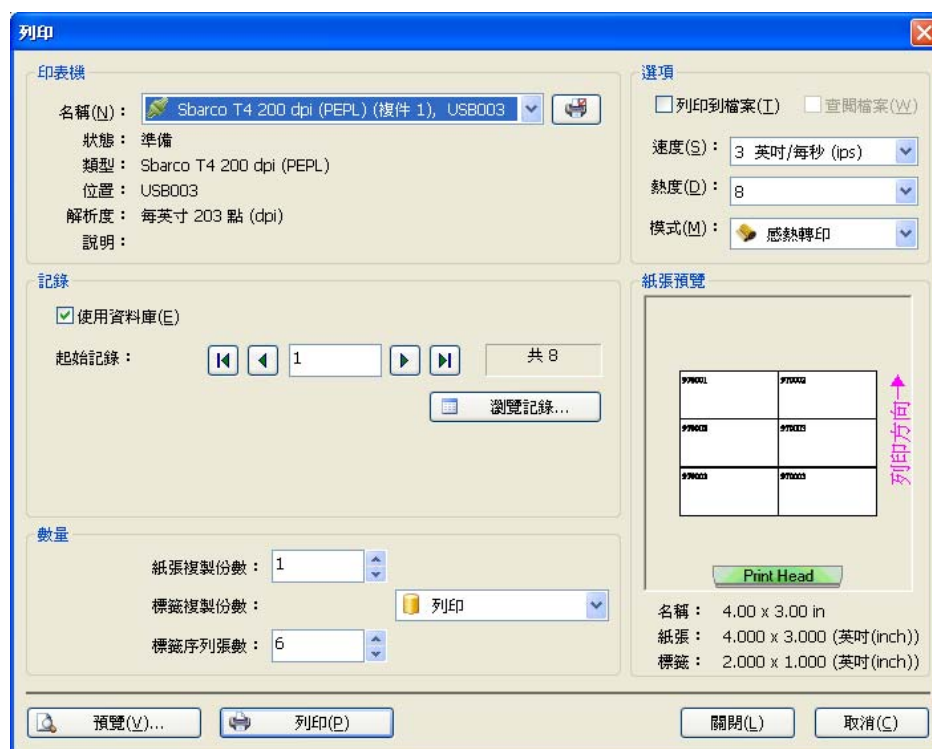 列印
印表機
名稱(N)： Sbarco T4 200 dpi (PEPL) (複件 1), USB003
狀態： 準備
類型： Sbarco T4 200 dpi (PEPL)
位置： USB003
解析度： 每英寸 203 點 (dpi)
說明：
選項
列印到檔案(T) 查閱檔案(W)
速度(S)： 3 英吋/每秒 (ips)
熱度(D)： 8
模式(M)： 感熱轉印
記錄
使用資料庫(E)
起始記錄： 1 共 8
瀏覽記錄...
數量
紙張複製份數： 1
標籤複製份數： 列印
標籤序列張數： 6
紙張預覽
列印方向
Print Head
名稱： 4.00 x 3.00 in
紙張： 4.000 x 3.000 (英吋(inch))
標籤： 2.000 x 1.000 (英吋(inch))
預覽(V)... 列印(P) 關閉(L) 取消(C)